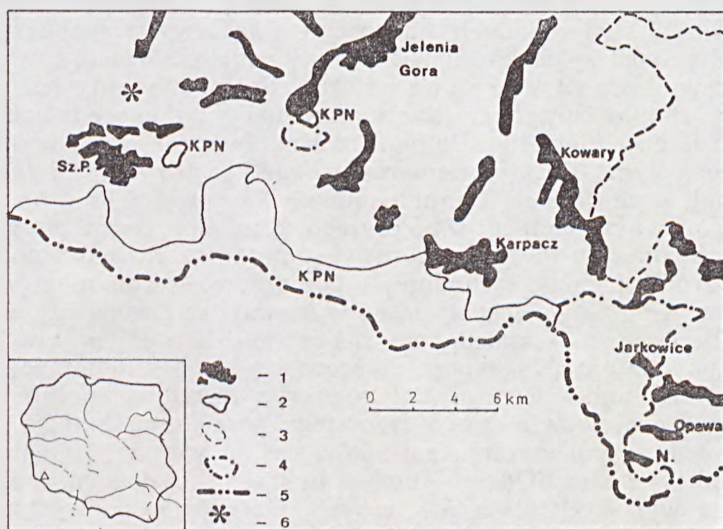 Jelenia
Gora
KPN
KPN
Sz.P.
Kowary
Karpacz
KPN
Jarkowice
Opewa
N
0 2 4 6 km
– 1
– 2
– 3
– 4
– 5
– 6